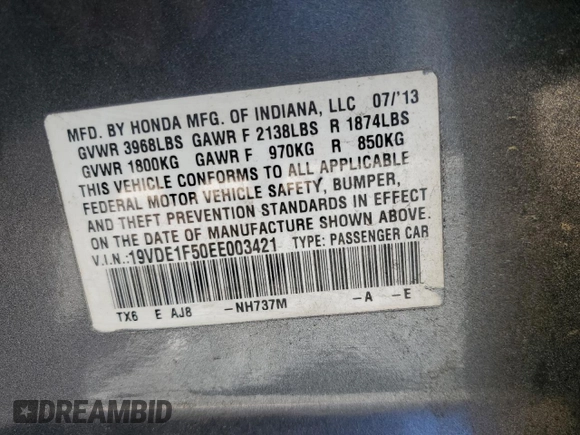 MFD. BY HONDA MFG. OF INDIANA, LLC 07/'13
GVWR 3968LBS GAWR F 2138LBS R 1874LBS
GVWR 1800KG GAWR F 970KG R 850KG
THIS VEHICLE CONFORMS TO ALL APPLICABLE
FEDERAL MOTOR VEHICLE SAFETY, BUMPER,
AND THEFT PREVENTION STANDARDS IN EFFECT
ON THE DATE OF MANUFACTURE SHOWN ABOVE.
V.I.N.:19VDE1F50EE003421 TYPE: PASSENGER CAR
TX6 E AJ8 -NH737M -A -E
DREAMBID